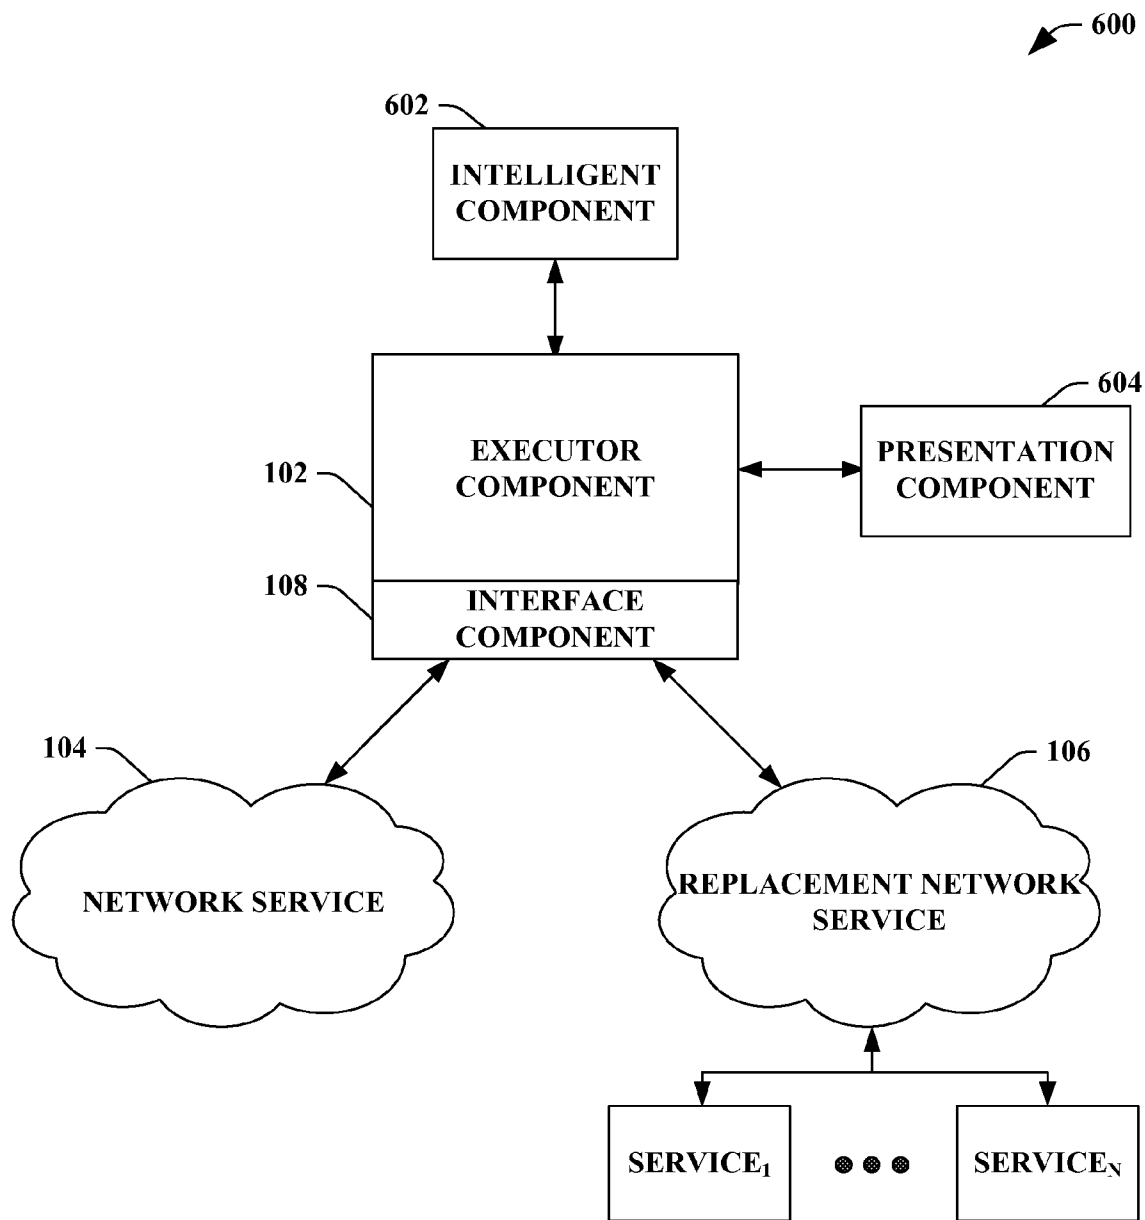 600
602
INTELLIGENT
COMPONENT
604
EXECUTOR
COMPONENT
PRESENTATION
COMPONENT
102
108
INTERFACE
COMPONENT
104
106
NETWORK SERVICE
REPLACEMENT NETWORK
SERVICE
SERVICE₁
SERVICE_N